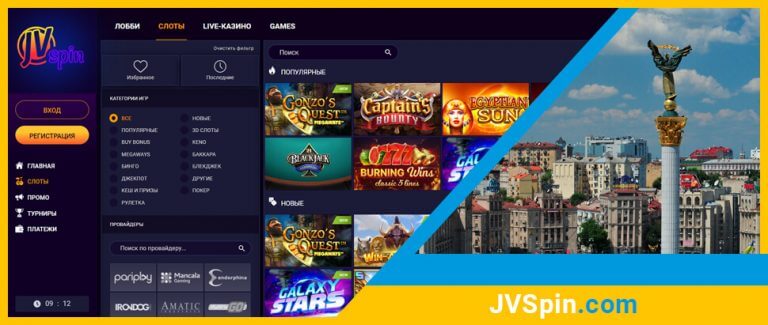 JV
spin
ВХОД
РЕГИСТРАЦИЯ
ГЛАВНАЯ
СЛОТЫ
ПРОМО
ТУРНИРЫ
ПЛАТЕЖИ
09 : 12
ЛОББИ
СЛОТЫ
LIVE-КАЗИНО
GAMES
Очистить фильтр
Избранное
Последние
КАТЕГОРИИ ИГР
ВСЕ
НОВЫЕ
ПОПУЛЯРНЫЕ
3D СЛОТЫ
BUY BONUS
KENO
MEGAWAYS
БАККАРА
БИНГО
БЛЕКДЖЕК
ДЖЕКПОТ
ДРУГИЕ
КЕШ И ПРИЗЫ
ПОКЕР
РУЛЕТКА
ПРОВАЙДЕРЫ
Поиск по провайдеру...
pariplay
Mancala
Gaming
endorphina
IRONDOG
AMATIC
Поиск
ПОПУЛЯРНЫЕ
GONZO'S
QUEST
MEGAWAYS
Captain's
BOUNTY
EGYPTIAN
SUN
BLACKJACK
BURNING WINS
classic 5 lines
GALAXY
НОВЫЕ
GONZO'S
QUEST
MEGAWAYS
GALAXY
STARS
JVSpin.com